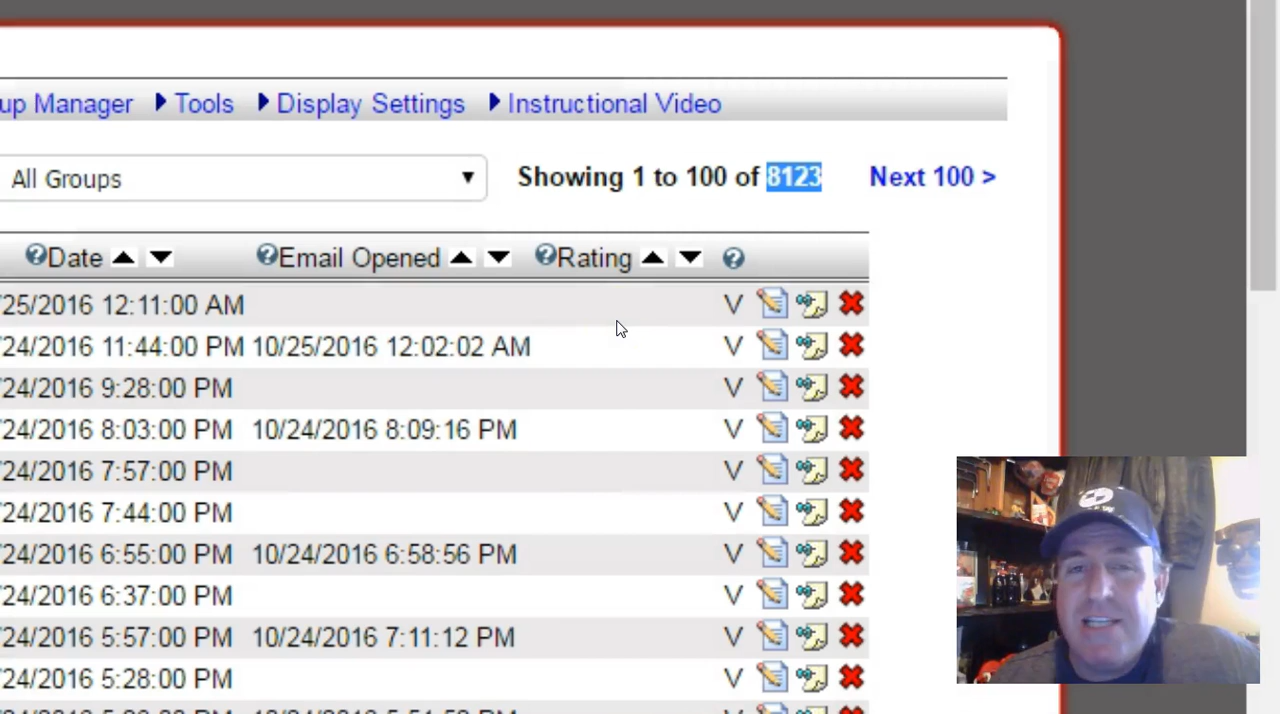 up Manager Tools Display Settings Instructional Video
All Groups Showing 1 to 100 of 8123 Next 100 >
Date Email Opened Rating
/25/2016 12:11:00 AM V
/24/2016 11:44:00 PM 10/25/2016 12:02:02 AM V
/24/2016 9:28:00 PM V
/24/2016 8:03:00 PM 10/24/2016 8:09:16 PM V
/24/2016 7:57:00 PM V
/24/2016 7:44:00 PM V
/24/2016 6:55:00 PM 10/24/2016 6:58:56 PM V
/24/2016 6:37:00 PM V
/24/2016 5:57:00 PM 10/24/2016 7:11:12 PM V
/24/2016 5:28:00 PM V